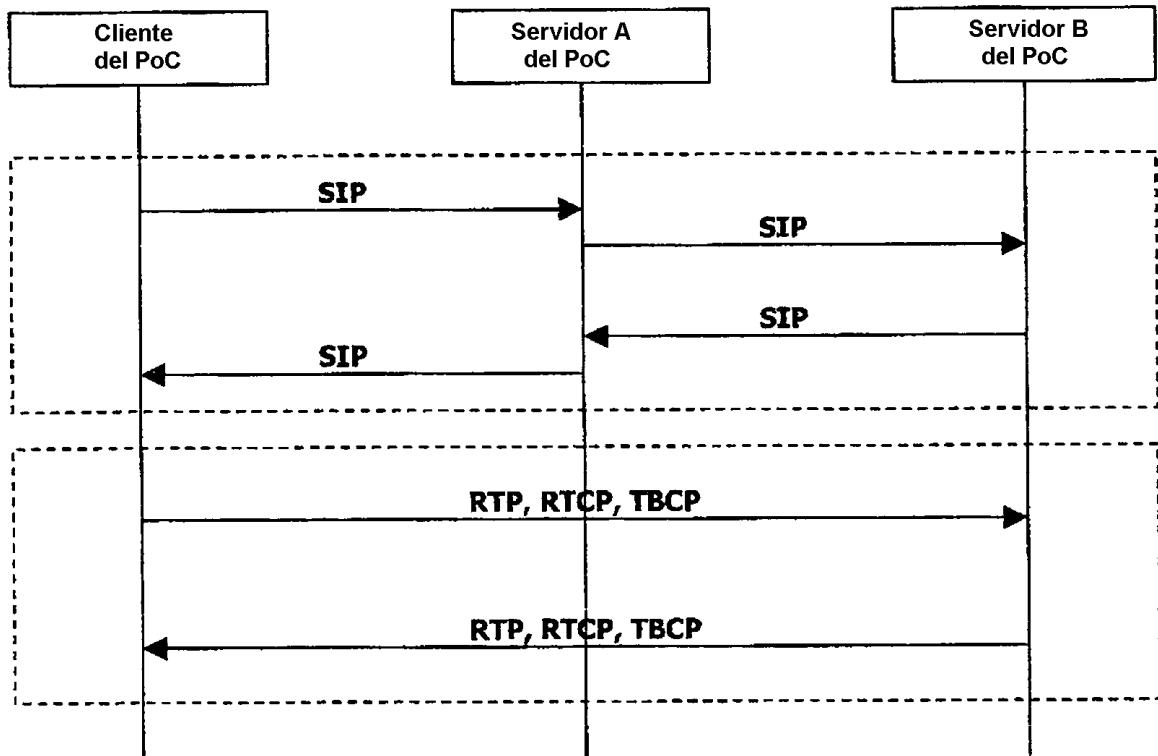 Cliente
del PoC
Servidor A
del PoC
Servidor B
del PoC
SIP
SIP
SIP
SIP
RTP, RTCP, TBCP
RTP, RTCP, TBCP